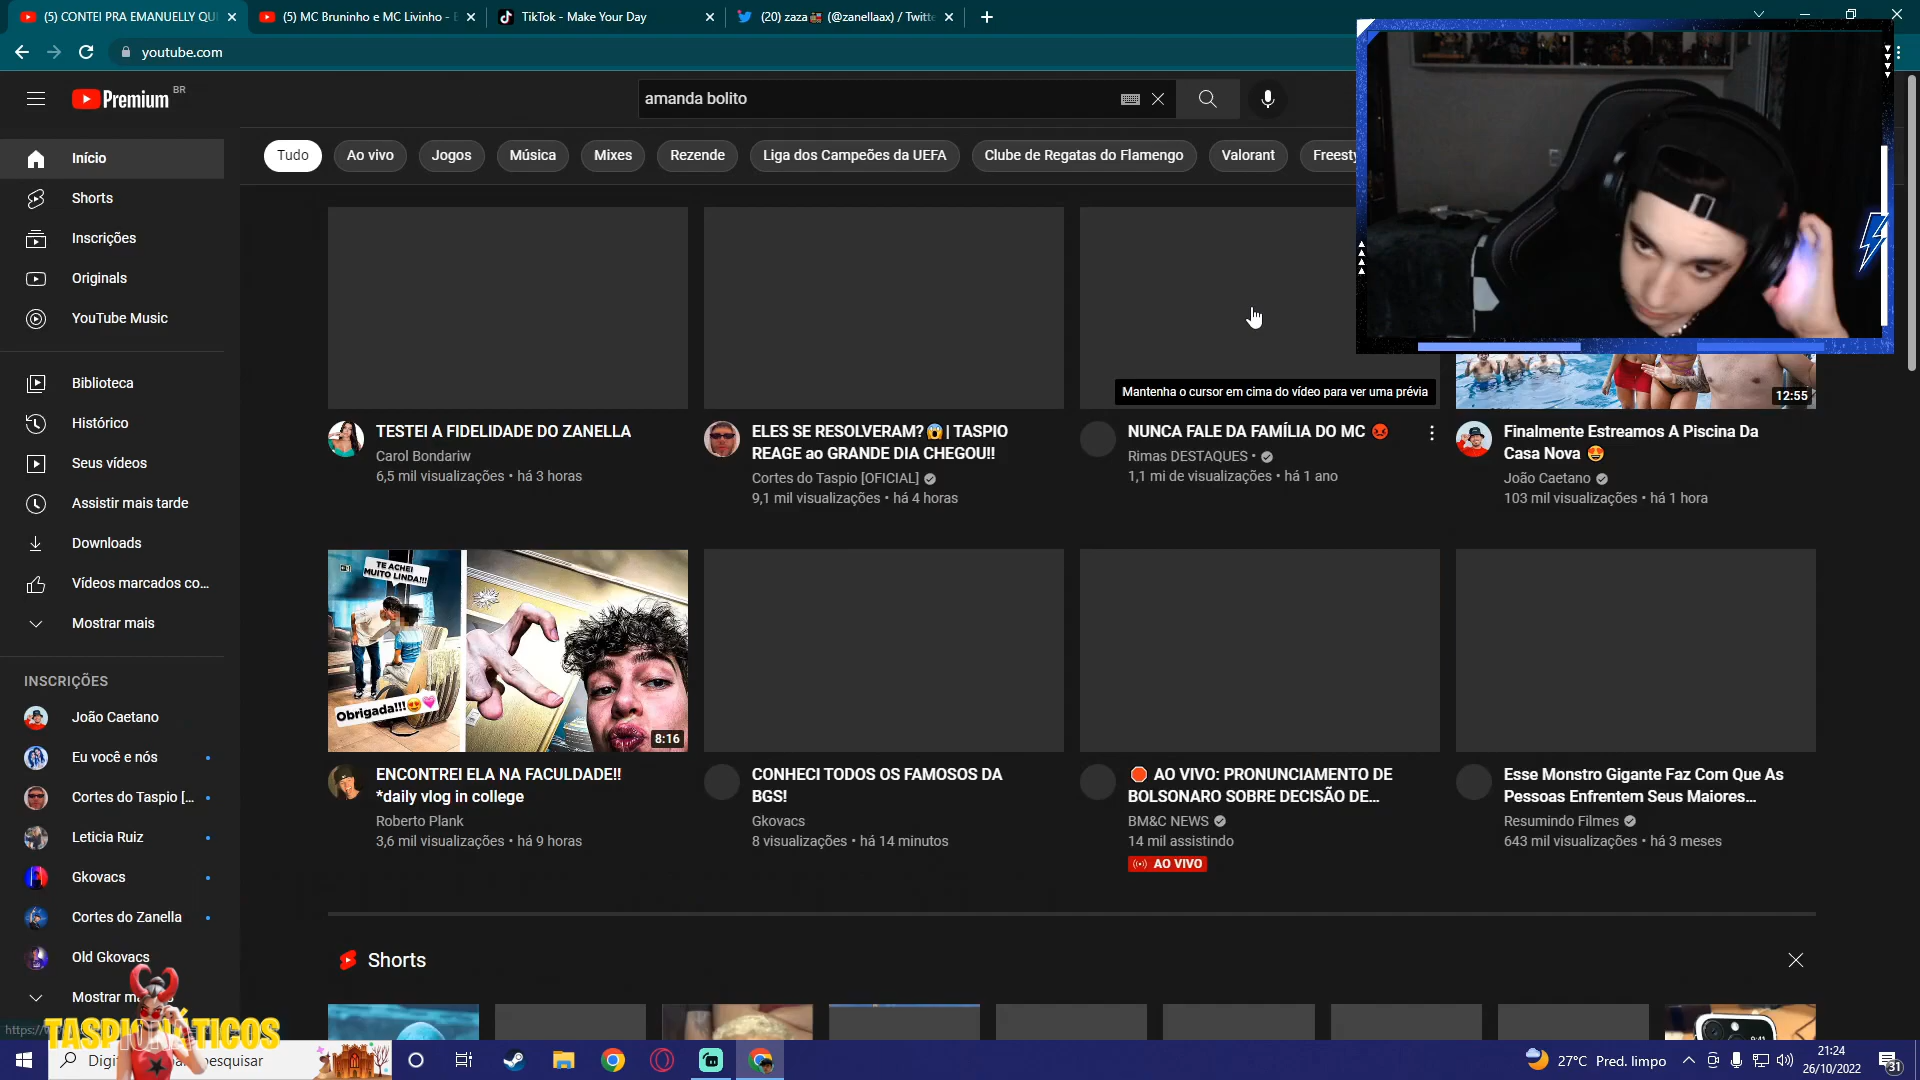 (5) CONTEI PRA EMANUELLY QU
(5) MC Bruninho e MC Livinho -
TikTok - Make Your Day
(20) zaza (@zanellaax) / Twitte
youtube.com
Premium BR
amanda bolito
Tudo
Ao vivo
Jogos
Música
Mixes
Rezende
Liga dos Campeões da UEFA
Clube de Regatas do Flamengo
Valorant
Freesty
Início
Shorts
Inscrições
Originals
YouTube Music
Biblioteca
Histórico
Seus vídeos
Assistir mais tarde
Downloads
Vídeos marcados co...
Mostrar mais
INSCRIÇÕES
João Caetano
Eu você e nós
Cortes do Taspio [...
Leticia Ruiz
Gkovacs
Cortes do Zanella
Old Gkovacs
Mostrar m
TESTEI A FIDELIDADE DO ZANELLA
Carol Bondariw
6,5 mil visualizações • há 3 horas
ELES SE RESOLVERAM?😱| TASPIO
REAGE ao GRANDE DIA CHEGOU!!
Cortes do Taspio [OFICIAL]
9,1 mil visualizações • há 4 horas
Mantenha o cursor em cima do vídeo para ver uma prévia
NUNCA FALE DA FAMÍLIA DO MC 😡
Rimas DESTAQUES •
1,1 mi de visualizações • há 1 ano
12:55
Finalmente Estreamos A Piscina Da
Casa Nova 🤩
João Caetano
103 mil visualizações • há 1 hora
TE ACHEI
MUITO LINDA!!!
Obrigada!!!😍💗
8:16
ENCONTREI ELA NA FACULDADE!!
*daily vlog in college
Roberto Plank
3,6 mil visualizações • há 9 horas
CONHECI TODOS OS FAMOSOS DA
BGS!
Gkovacs
8 visualizações • há 14 minutos
🛑 AO VIVO: PRONUNCIAMENTO DE
BOLSONARO SOBRE DECISÃO DE...
BM&C NEWS
14 mil assistindo
AO VIVO
Esse Monstro Gigante Faz Com Que As
Pessoas Enfrentem Seus Maiores...
Resumindo Filmes
643 mil visualizações • há 3 meses
Shorts
https://w
TASPIONÁTICOS
Digi
esquisar
27°C Pred. limpo
21:24
26/10/2022
31